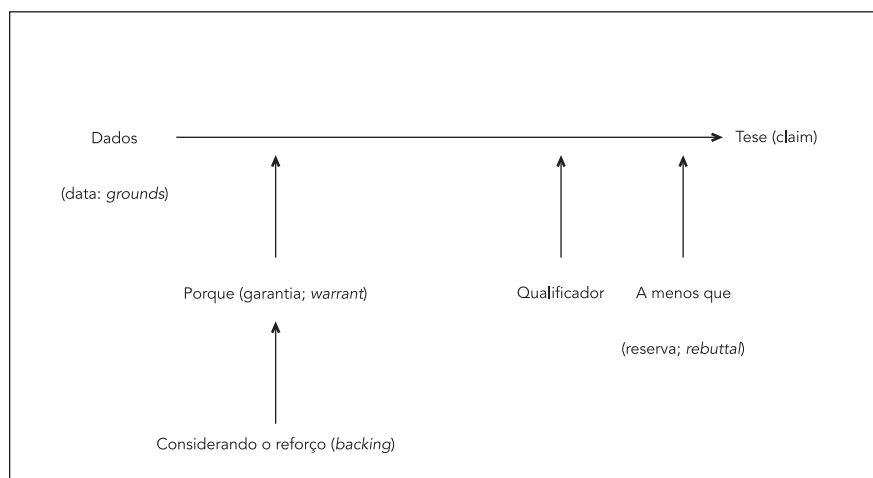 Dados
Tese (claim)
(data: grounds)
Porque (garantia; warrant)
Qualificador
A menos que
(reserva; rebuttal)
Considerando o reforço (backing)